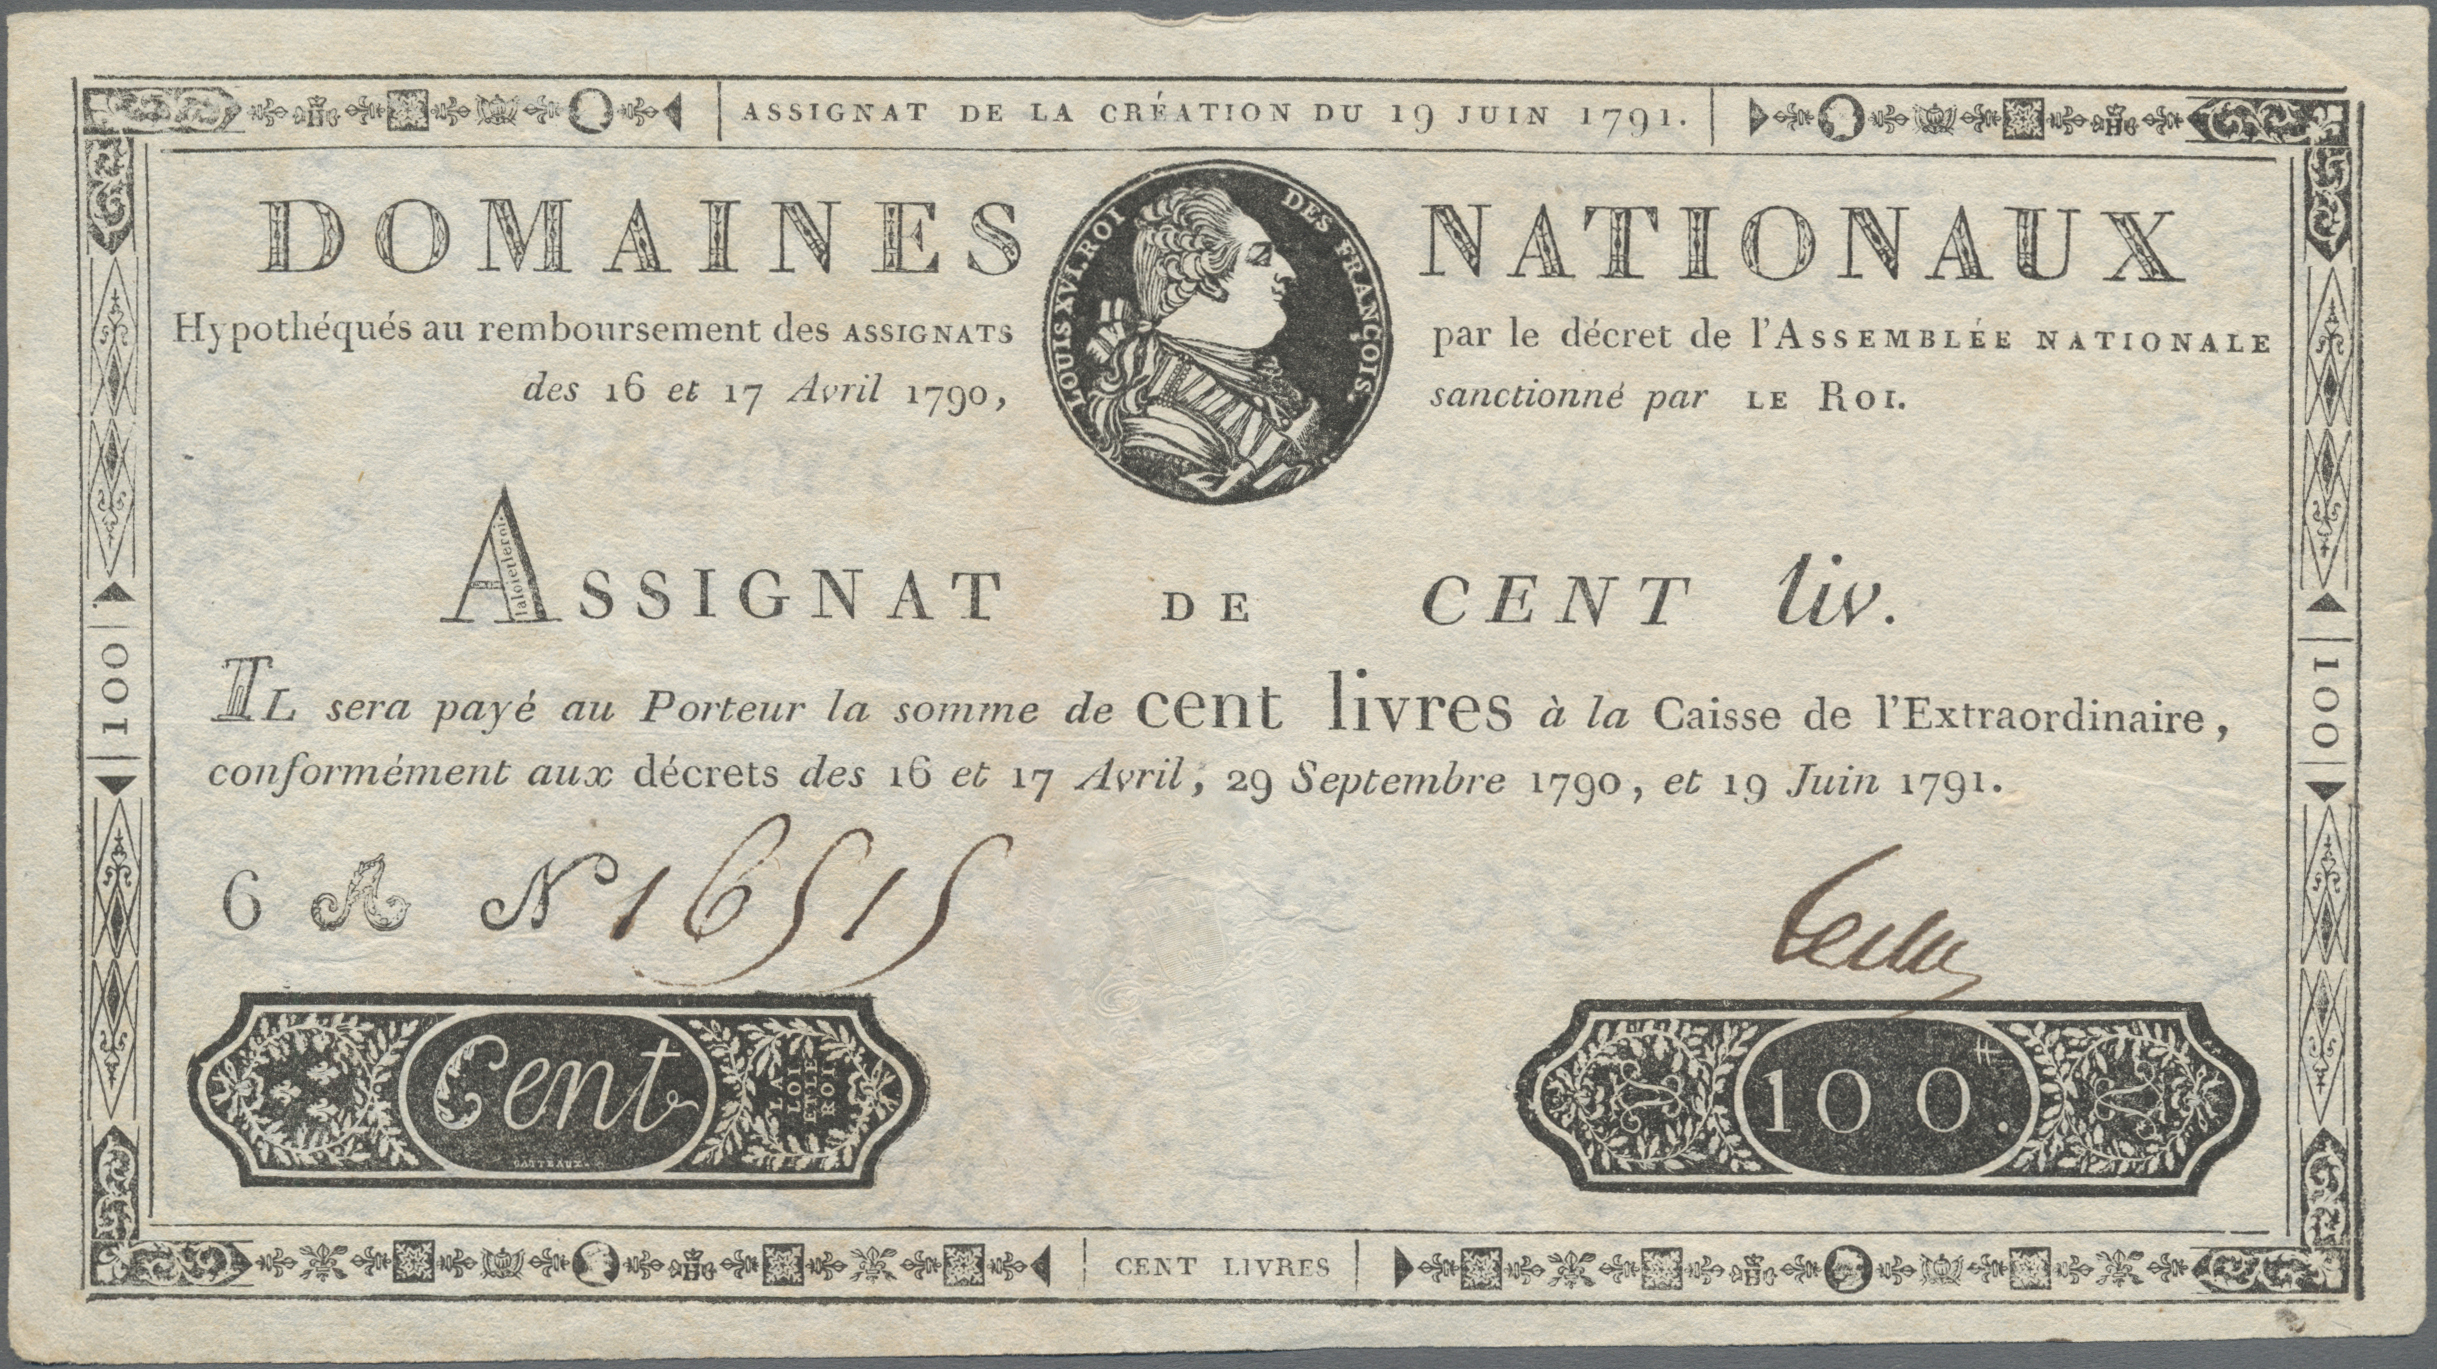 ASSIGNAT DE LA CRÉATION DU 19 JUIN 1791.
DOMAINES NATIONAUX
LOUIS XVI. ROI DES FRANÇOIS.
Hypothéqués au remboursement des ASSIGNATS par le décret de l'ASSEMBLÉE NATIONALE
des 16 et 17 Avril 1790, sanctionné par LE ROI.
ASSIGNAT DE CENT liv.
laloietleroi.
IL sera payé au Porteur la somme de cent livres à la Caisse de l'Extraordinaire,
conformément aux décrets des 16 et 17 Avril, 29 Septembre 1790, et 19 Juin 1791.
100
100
6 A N 16515
Cent
LA LOI ET LE ROI
GATTEAUX.
100.
CENT LIVRES